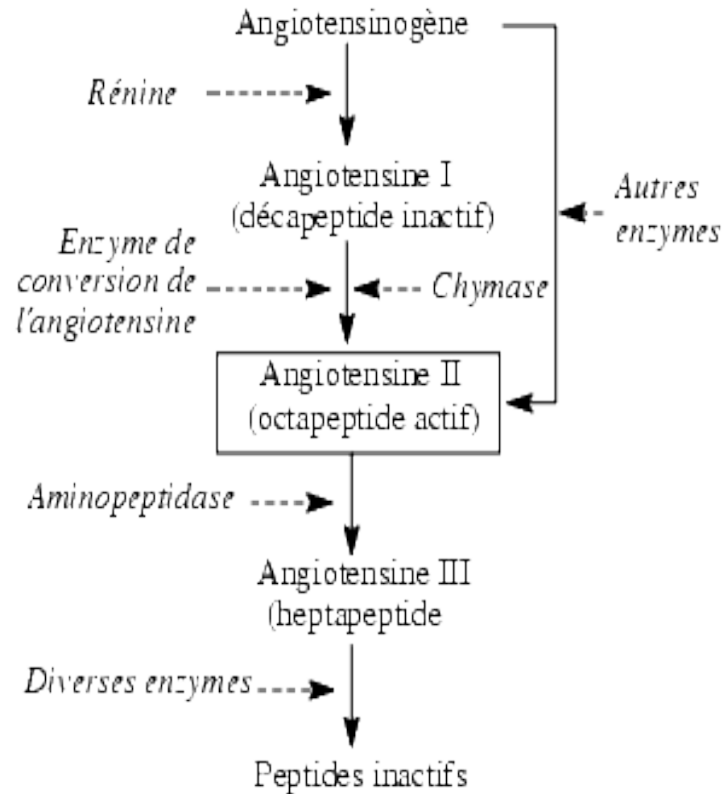 Angiotensinogène
Rénine
Angiotensine I
(décapeptide inactif)
Autres
enzymes
Enzyme de
conversion de
l'angiotensine
Chymase
Angiotensine II
(octapeptide actif)
Aminopeptidase
Angiotensine III
(heptapeptide
Diverses enzymes
Peptides inactifs